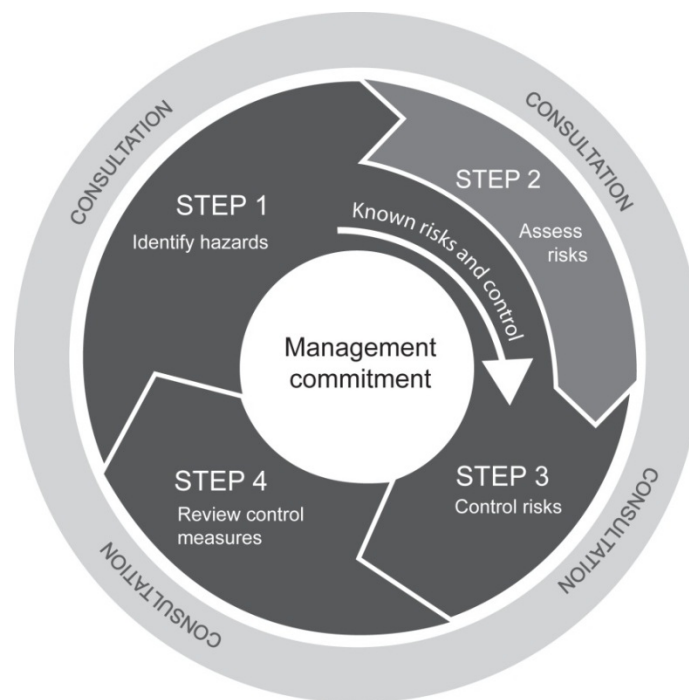 CONSULTATION
CONSULTATION
STEP 1
Identify hazards
STEP 2
Assess
risks
Known risks and control
Management
commitment
STEP 4
Review control
measures
STEP 3
Control risks
CONSULTATION
CONSULTATION